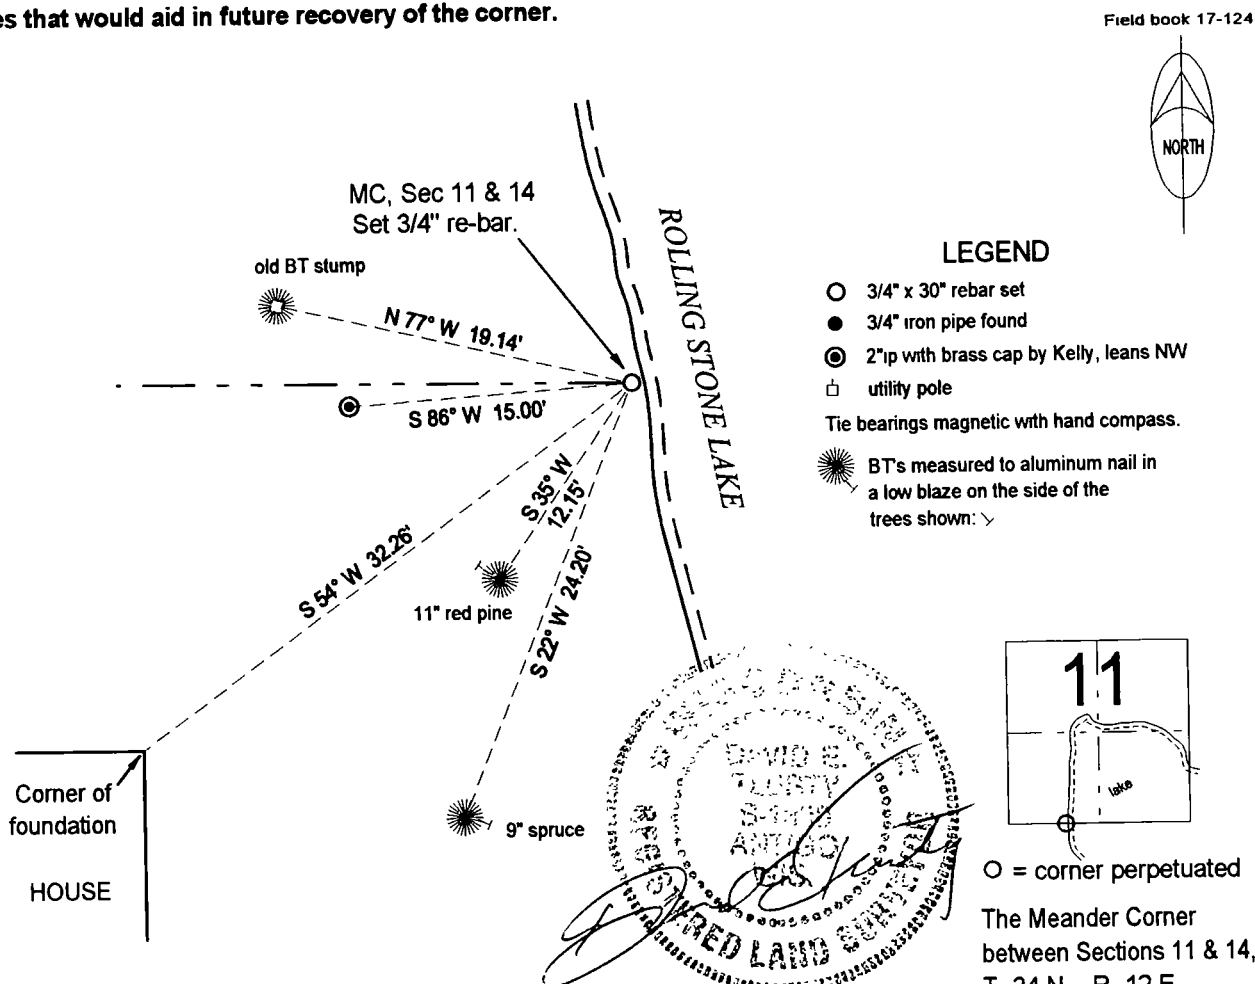 es that would aid in future recovery of the corner.
Field book 17-124
NORTH
MC, Sec 11 & 14
Set 3/4" re-bar.
old BT stump
N 77° W 19.14'
S 86° W 15.00'
S 35° W
12.15'
S 54° W 32.26'
S 22° W 24.20'
11" red pine
9" spruce
ROLLING STONE LAKE
Corner of
foundation
HOUSE
LEGEND
3/4" x 30" rebar set
3/4" iron pipe found
2"ip with brass cap by Kelly, leans NW
utility pole
Tie bearings magnetic with hand compass.
BT's measured to aluminum nail in
a low blaze on the side of the
trees shown:
WISCONSIN
DAVID
ANTIGO
LAND SURVEYOR
11
lake
O = corner perpetuated
The Meander Corner
between Sections 11 & 14,
T. 34 N., R. 12 E.